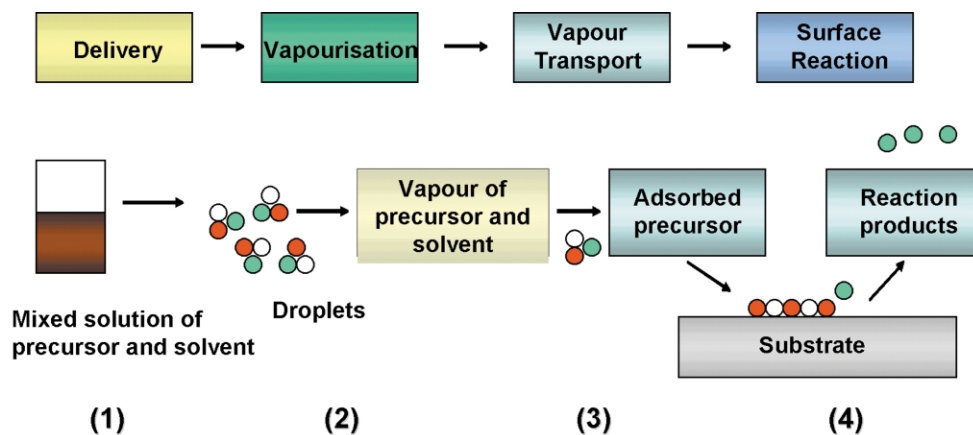 Delivery
Vapourisation
Vapour
Transport
Surface
Reaction
Vapour of
precursor and
solvent
Adsorbed
precursor
Reaction
products
Droplets
Mixed solution of
precursor and solvent
Substrate
(1)
(2)
(3)
(4)